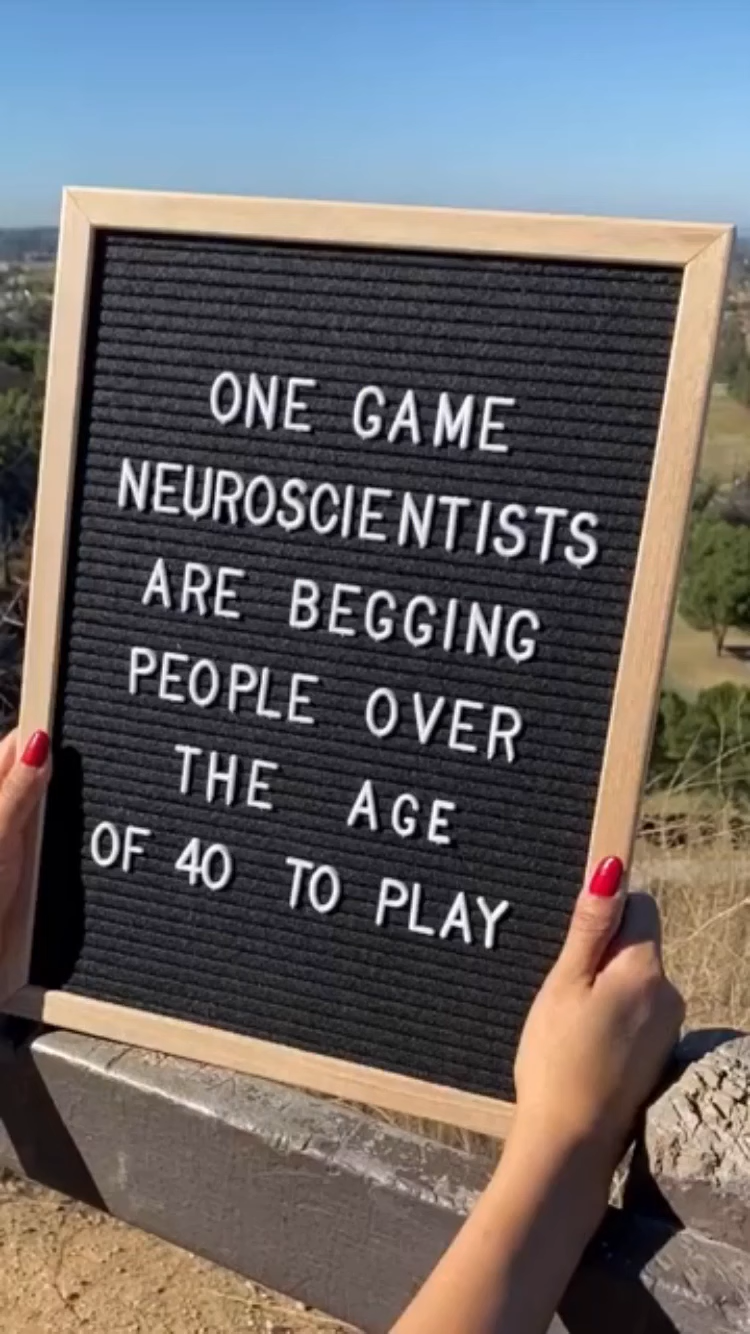 ONE GAME
NEUROSCIENTISTS
ARE BEGGING
PEOPLE OVER
THE AGE
OF 40 TO PLAY